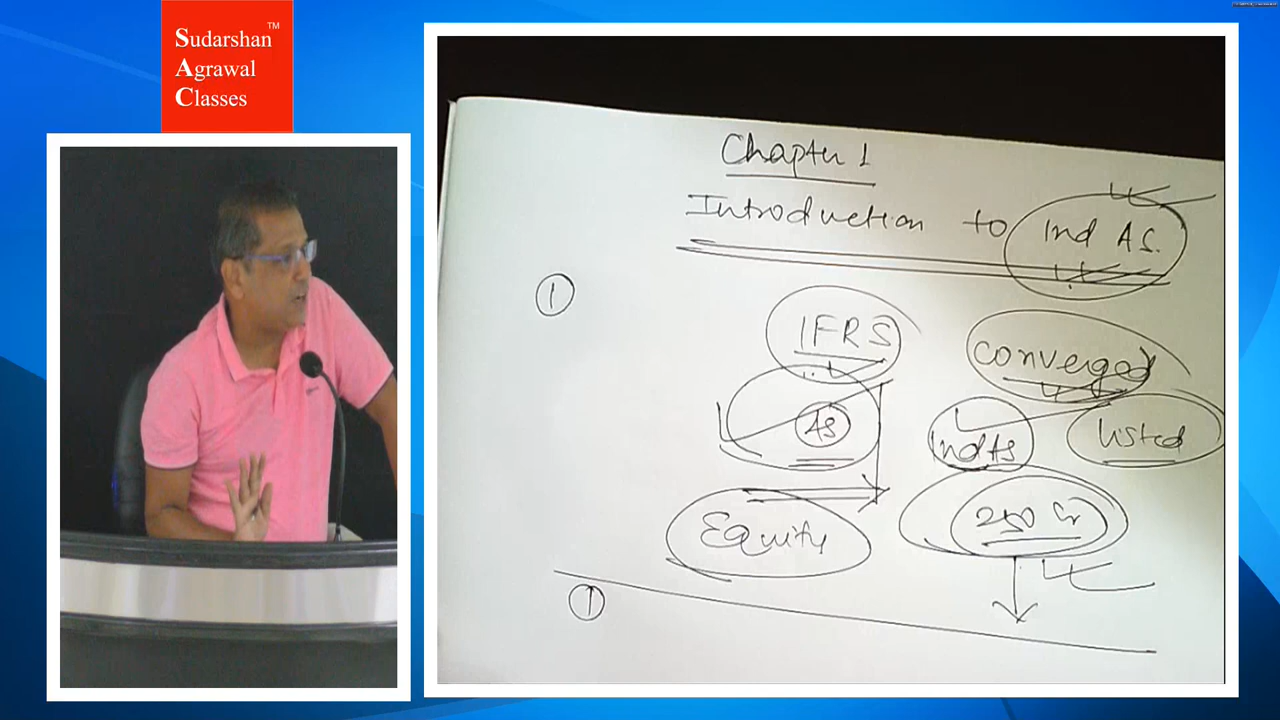 Sudarshan™
Agrawal
Classes
Chapter 1
Introduction to Ind AS.
①
IFRS
converged
AS
Ind AS
listed
Equity
250 Cr
①